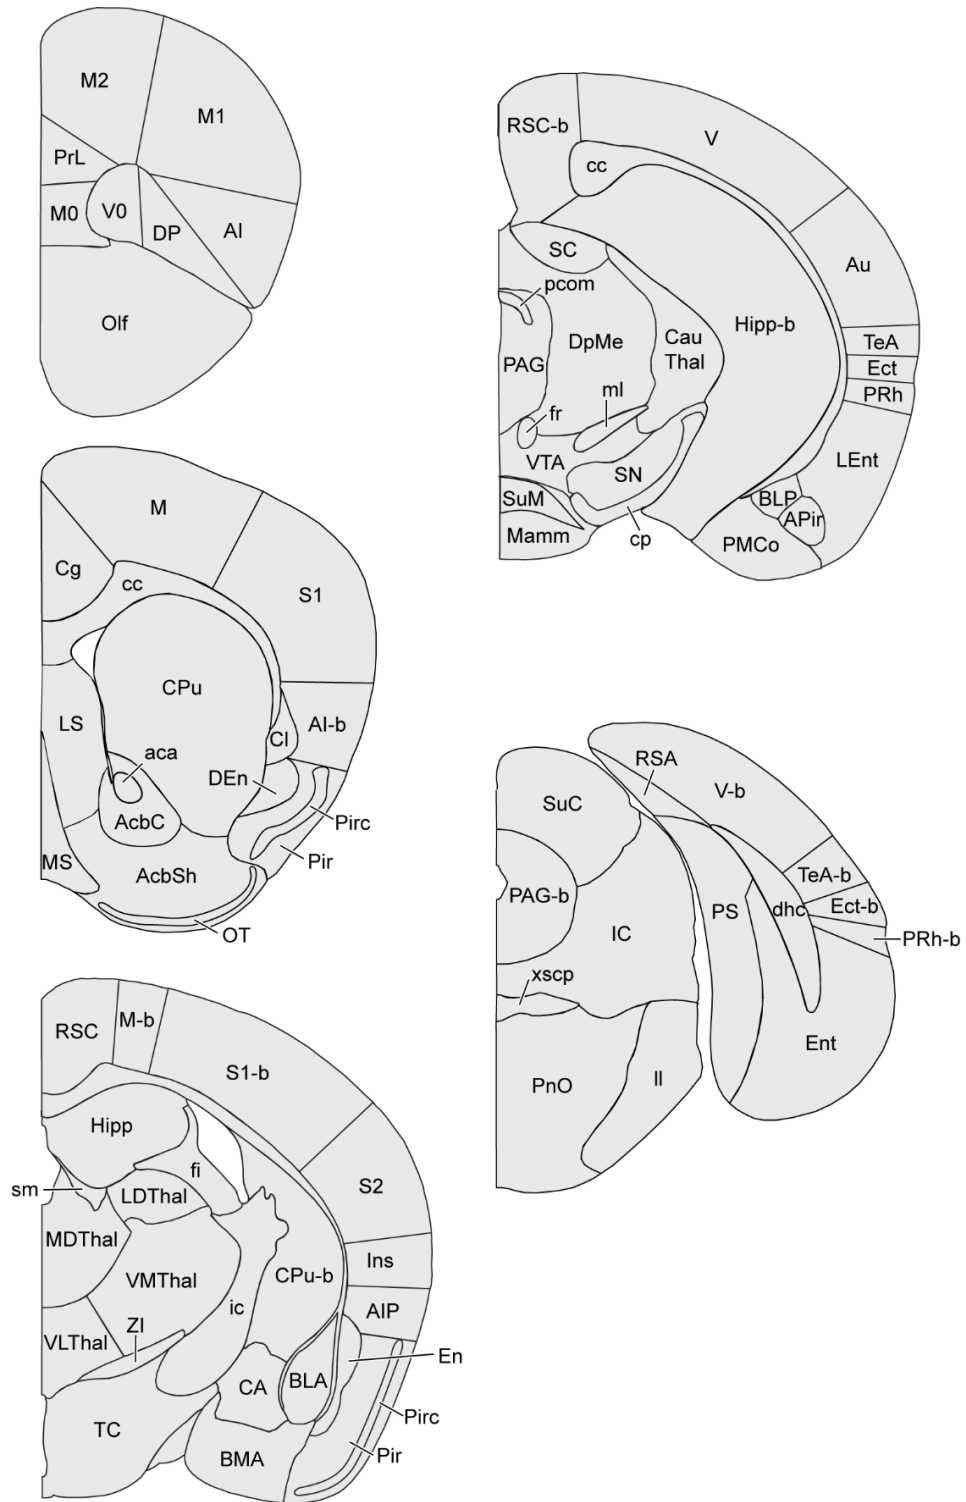 M2
M1
PrL
M0
V0
DP
AI
Olf
M
Cg
cc
S1
CPu
LS
aca
Cl
AI-b
DEn
AcbC
Pirc
Pir
MS
AcbSh
OT
RSC
M-b
S1-b
Hipp
fi
S2
sm
LDThal
MDThal
VMThal
CPu-b
Ins
ic
AIP
ZI
VLThal
En
CA
BLA
Pirc
TC
Pir
BMA
RSC-b
V
cc
SC
Au
pcom
Hipp-b
DpMe
Cau
Thal
TeA
PAG
Ect
ml
PRh
fr
VTA
LEnt
SN
SuM
BLP
APir
Mamm
cp
PMCo
RSA
SuC
V-b
TeA-b
PAG-b
Ect-b
PS
dhc
IC
PRh-b
xscp
Ent
PnO
ll